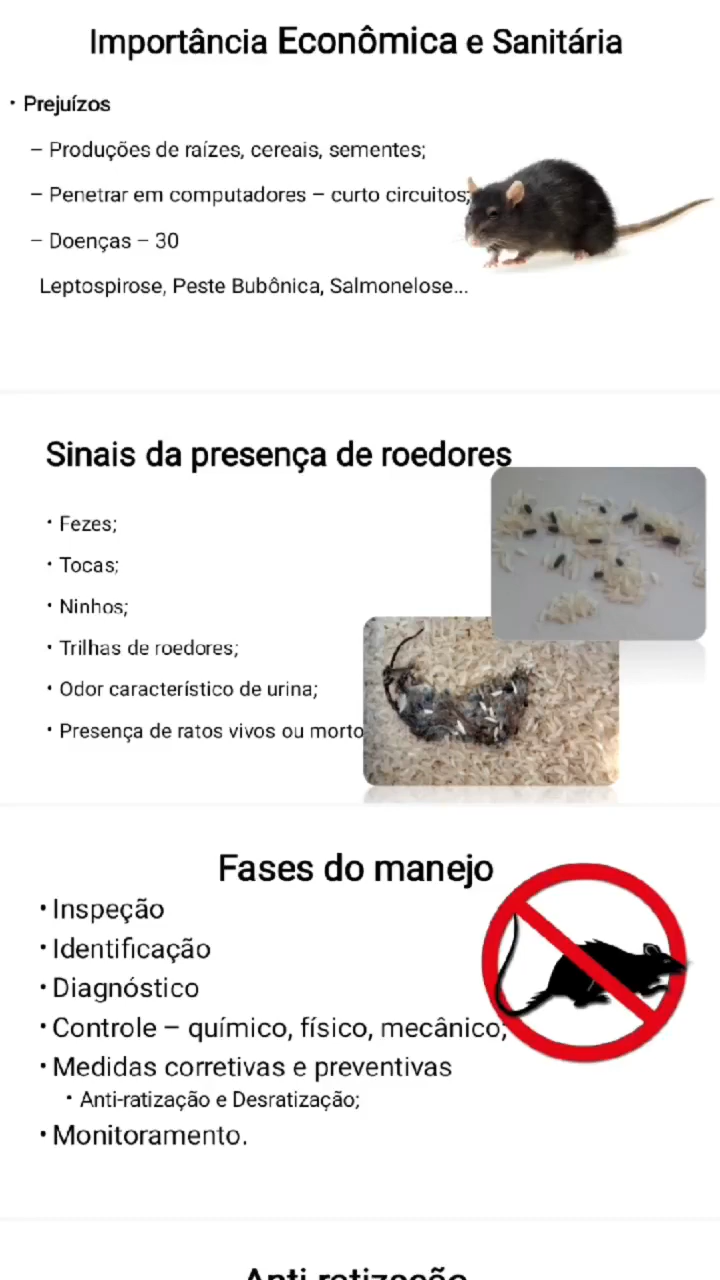 Importância Econômica e Sanitária
• Prejuízos
– Produções de raízes, cereais, sementes;
– Penetrar em computadores – curto circuitos;
– Doenças – 30
Leptospirose, Peste Bubônica, Salmonelose...
Sinais da presença de roedores
• Fezes;
• Tocas;
• Ninhos;
• Trilhas de roedores;
• Odor característico de urina;
• Presença de ratos vivos ou morto
Fases do manejo
• Inspeção
• Identificação
• Diagnóstico
• Controle – químico, físico, mecânico;
• Medidas corretivas e preventivas
• Anti-ratização e Desratização;
• Monitoramento.
Anti-ratização